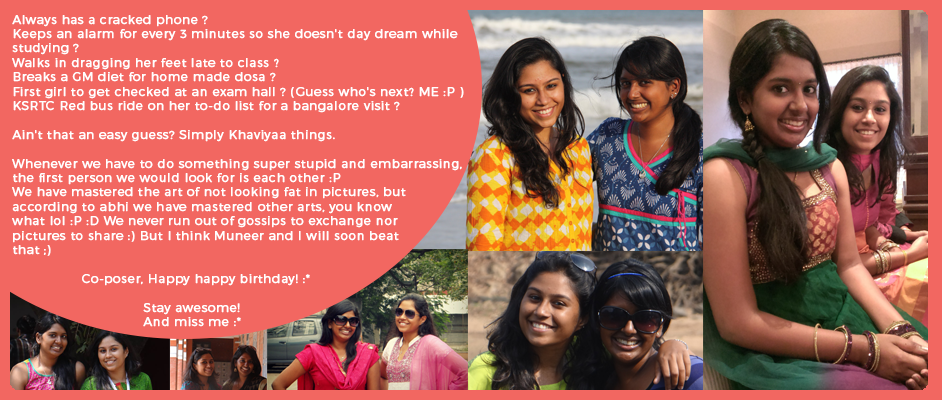 Always has a cracked phone ?
Keeps an alarm for every 3 minutes so she doesn't day dream while
studying ?
Walks in dragging her feet late to class ?
Breaks a GM diet for home made dosa ?
First girl to get checked at an exam hall ? (Guess who's next? ME :P )
KSRTC Red bus ride on her to-do list for a bangalore visit ?
Ain't that an easy guess? Simply Khaviyaa things.
Whenever we have to do something super stupid and embarrassing,
the first person we would look for is each other :P
We have mastered the art of not looking fat in pictures, but
according to abhi we have mastered other arts, you know
what lol :P :D We never run out of gossips to exchange nor
pictures to share :) But I think Muneer and I will soon beat
that ;)
Co-poser, Happy happy birthday! :*
Stay awesome!
And miss me :*